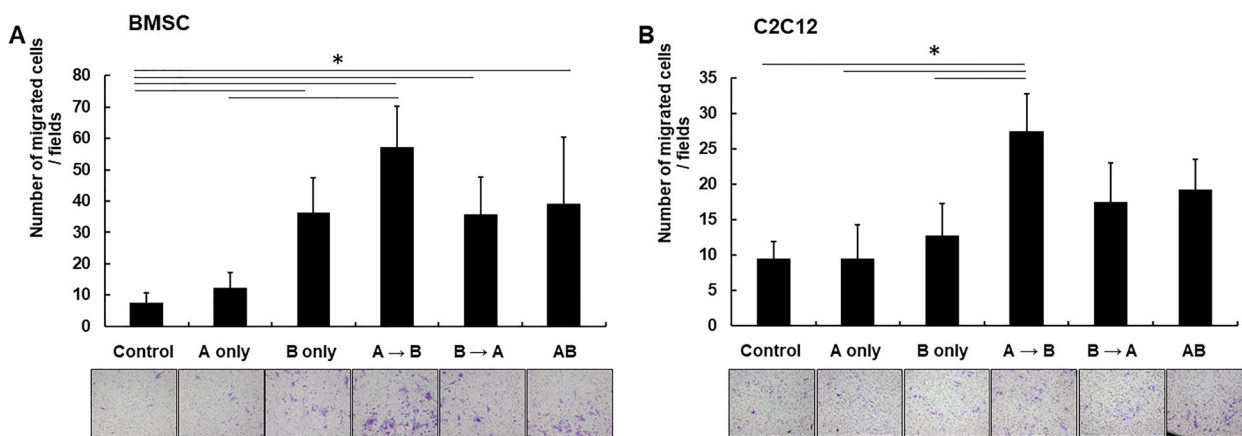 A
BMSC
Number of migrated cells
/ fields
80
70
60
50
40
30
20
10
0
*
Control A only B only A → B B → A AB
B
C2C12
Number of migrated cells
/ fields
35
30
25
20
15
10
5
0
*
Control A only B only A → B B → A AB